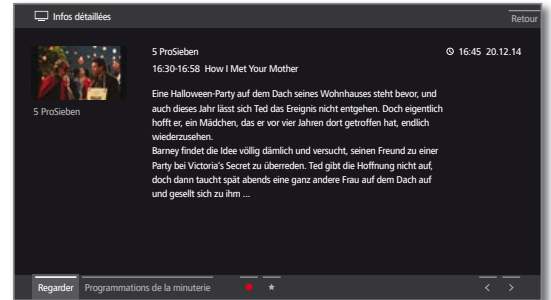 Infos détaillées
Retour
5 ProSieben
16:45 20.12.14
16:30-16:58 How I Met Your Mother
Eine Halloween-Party auf dem Dach seines Wohnhauses steht bevor, und
auch dieses Jahr lässt sich Ted das Ereignis nicht entgehen. Doch eigentlich
hofft er, ein Mädchen, das er vor vier Jahren dort getroffen hat, endlich
wiederzusehen.
Barney findet die Idee völlig dämlich und versucht, seinen Freund zu einer
Party bei Victoria's Secret zu überreden. Ted gibt die Hoffnung nicht auf,
doch dann taucht spät abends eine ganz andere Frau auf dem Dach auf
und gesellt sich zu ihm ...
5 ProSieben
Regarder Programmations de la minuterie